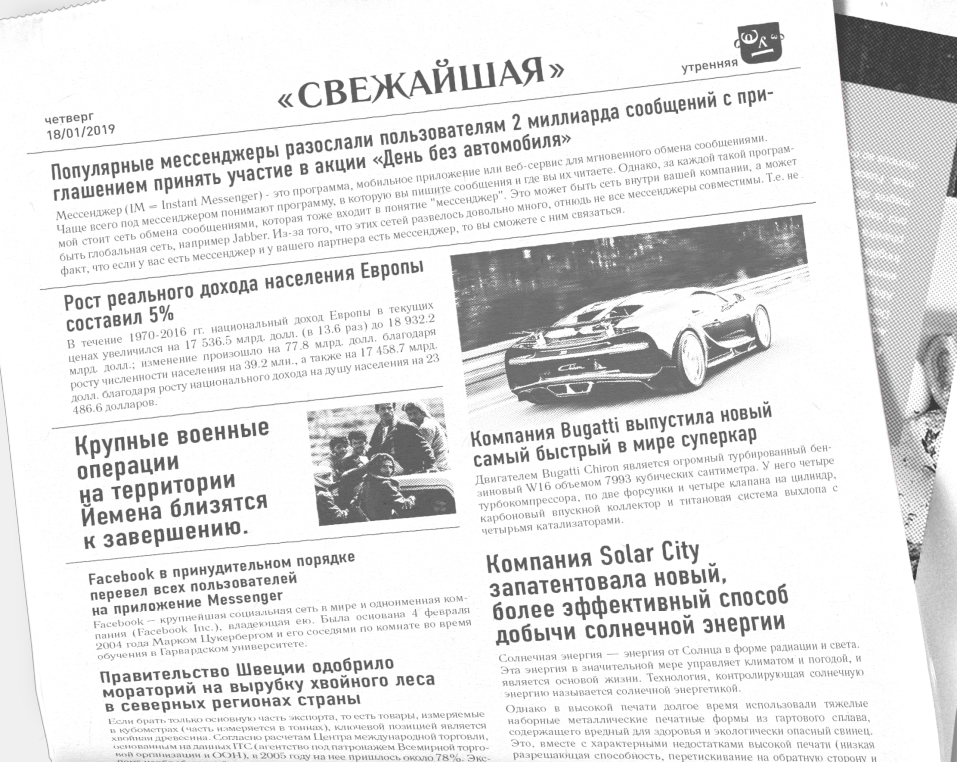 «СВЕЖАЙШАЯ»
утренняя
четверг
18/01/2019
Популярные мессенджеры разослали пользователям 2 миллиарда сообщений с при-
глашением принять участие в акции «День без автомобиля»
Мессенджер (IM = Instant Messenger) - это программа, мобильное приложение или веб-сервис для мгновенного обмена сообщениями.
Чаще всего под мессенджером понимают программу, в которую вы пишите сообщения и где вы их читаете. Однако, за каждой такой програм-
мой стоит сеть обмена сообщениями, которая тоже входит в понятие "мессенджер". Это может быть сеть внутри вашей компании, а может
быть глобальная сеть, например Jabber. Из-за того, что этих сетей развелось довольно много, отнюдь не все мессенджеры совместимы. Т.е. не
факт, что если у вас есть мессенджер и у вашего партнера есть мессенджер, то вы сможете с ним связаться.
Рост реального дохода населения Европы
составил 5%
В течение 1970-2016 гг. национальный доход Европы в текущих
ценах увеличился на 17 536.5 млрд. долл. (в 13.6 раз) до 18 932.2
млрд. долл.; изменение произошло на 77.8 млрд. долл. благодаря
росту численности населения на 39.2 млн., а также на 17 458.7 млрд.
долл. благодаря росту национального дохода на душу населения на 23
486.6 долларов.
Крупные военные
операции
на территории
Йемена близятся
к завершению.
Facebook в принудительном порядке
перевел всех пользователей
на приложение Messenger
Facebook — крупнейшая социальная сеть в мире и одноименная ком-
пания (Facebook Inc.), владеющая ею. Была основана 4 февраля
2004 года Марком Цукербергом и его соседями по комнате во время
обучения в Гарвардском университете.
Правительство Швеции одобрило
мораторий на вырубку хвойного леса
в северных регионах страны
Если брать только основную часть экспорта, то есть товары, измеряемые
в кубометрах (часть измеряется в тоннах), ключевой позицией является
хвойная древесина. Согласно расчетам Центра международной торговли,
основанным на данных ITC (агентство под патронажем Всемирной торго-
вой организации и ООН), в 2005 году на нее пришлось около 78%. Экс-
Компания Bugatti выпустила новый
самый быстрый в мире суперкар
Двигателем Bugatti Chiron является огромный турбированный бен-
зиновый W16 объемом 7993 кубических сантиметра. У него четыре
турбокомпрессора, по две форсунки и четыре клапана на цилиндр,
карбоновый впускной коллектор и титановая система выхлопа с
четырьмя катализаторами.
Компания Solar City
запатентовала новый,
более эффективный способ
добычи солнечной энергии
Солнечная энергия — энергия от Солнца в форме радиации и света.
Эта энергия в значительной мере управляет климатом и погодой, и
является основой жизни. Технология, контролирующая солнечную
энергию называется солнечной энергетикой.
Однако в высокой печати долгое время использовали тяжелые
наборные металлические печатные формы из гартового сплава,
содержащего вредный для здоровья и экологически опасный свинец.
Это, вместе с характерными недостатками высокой печати (низкая
разрешающая способность, перетискивание на обратную сторону и